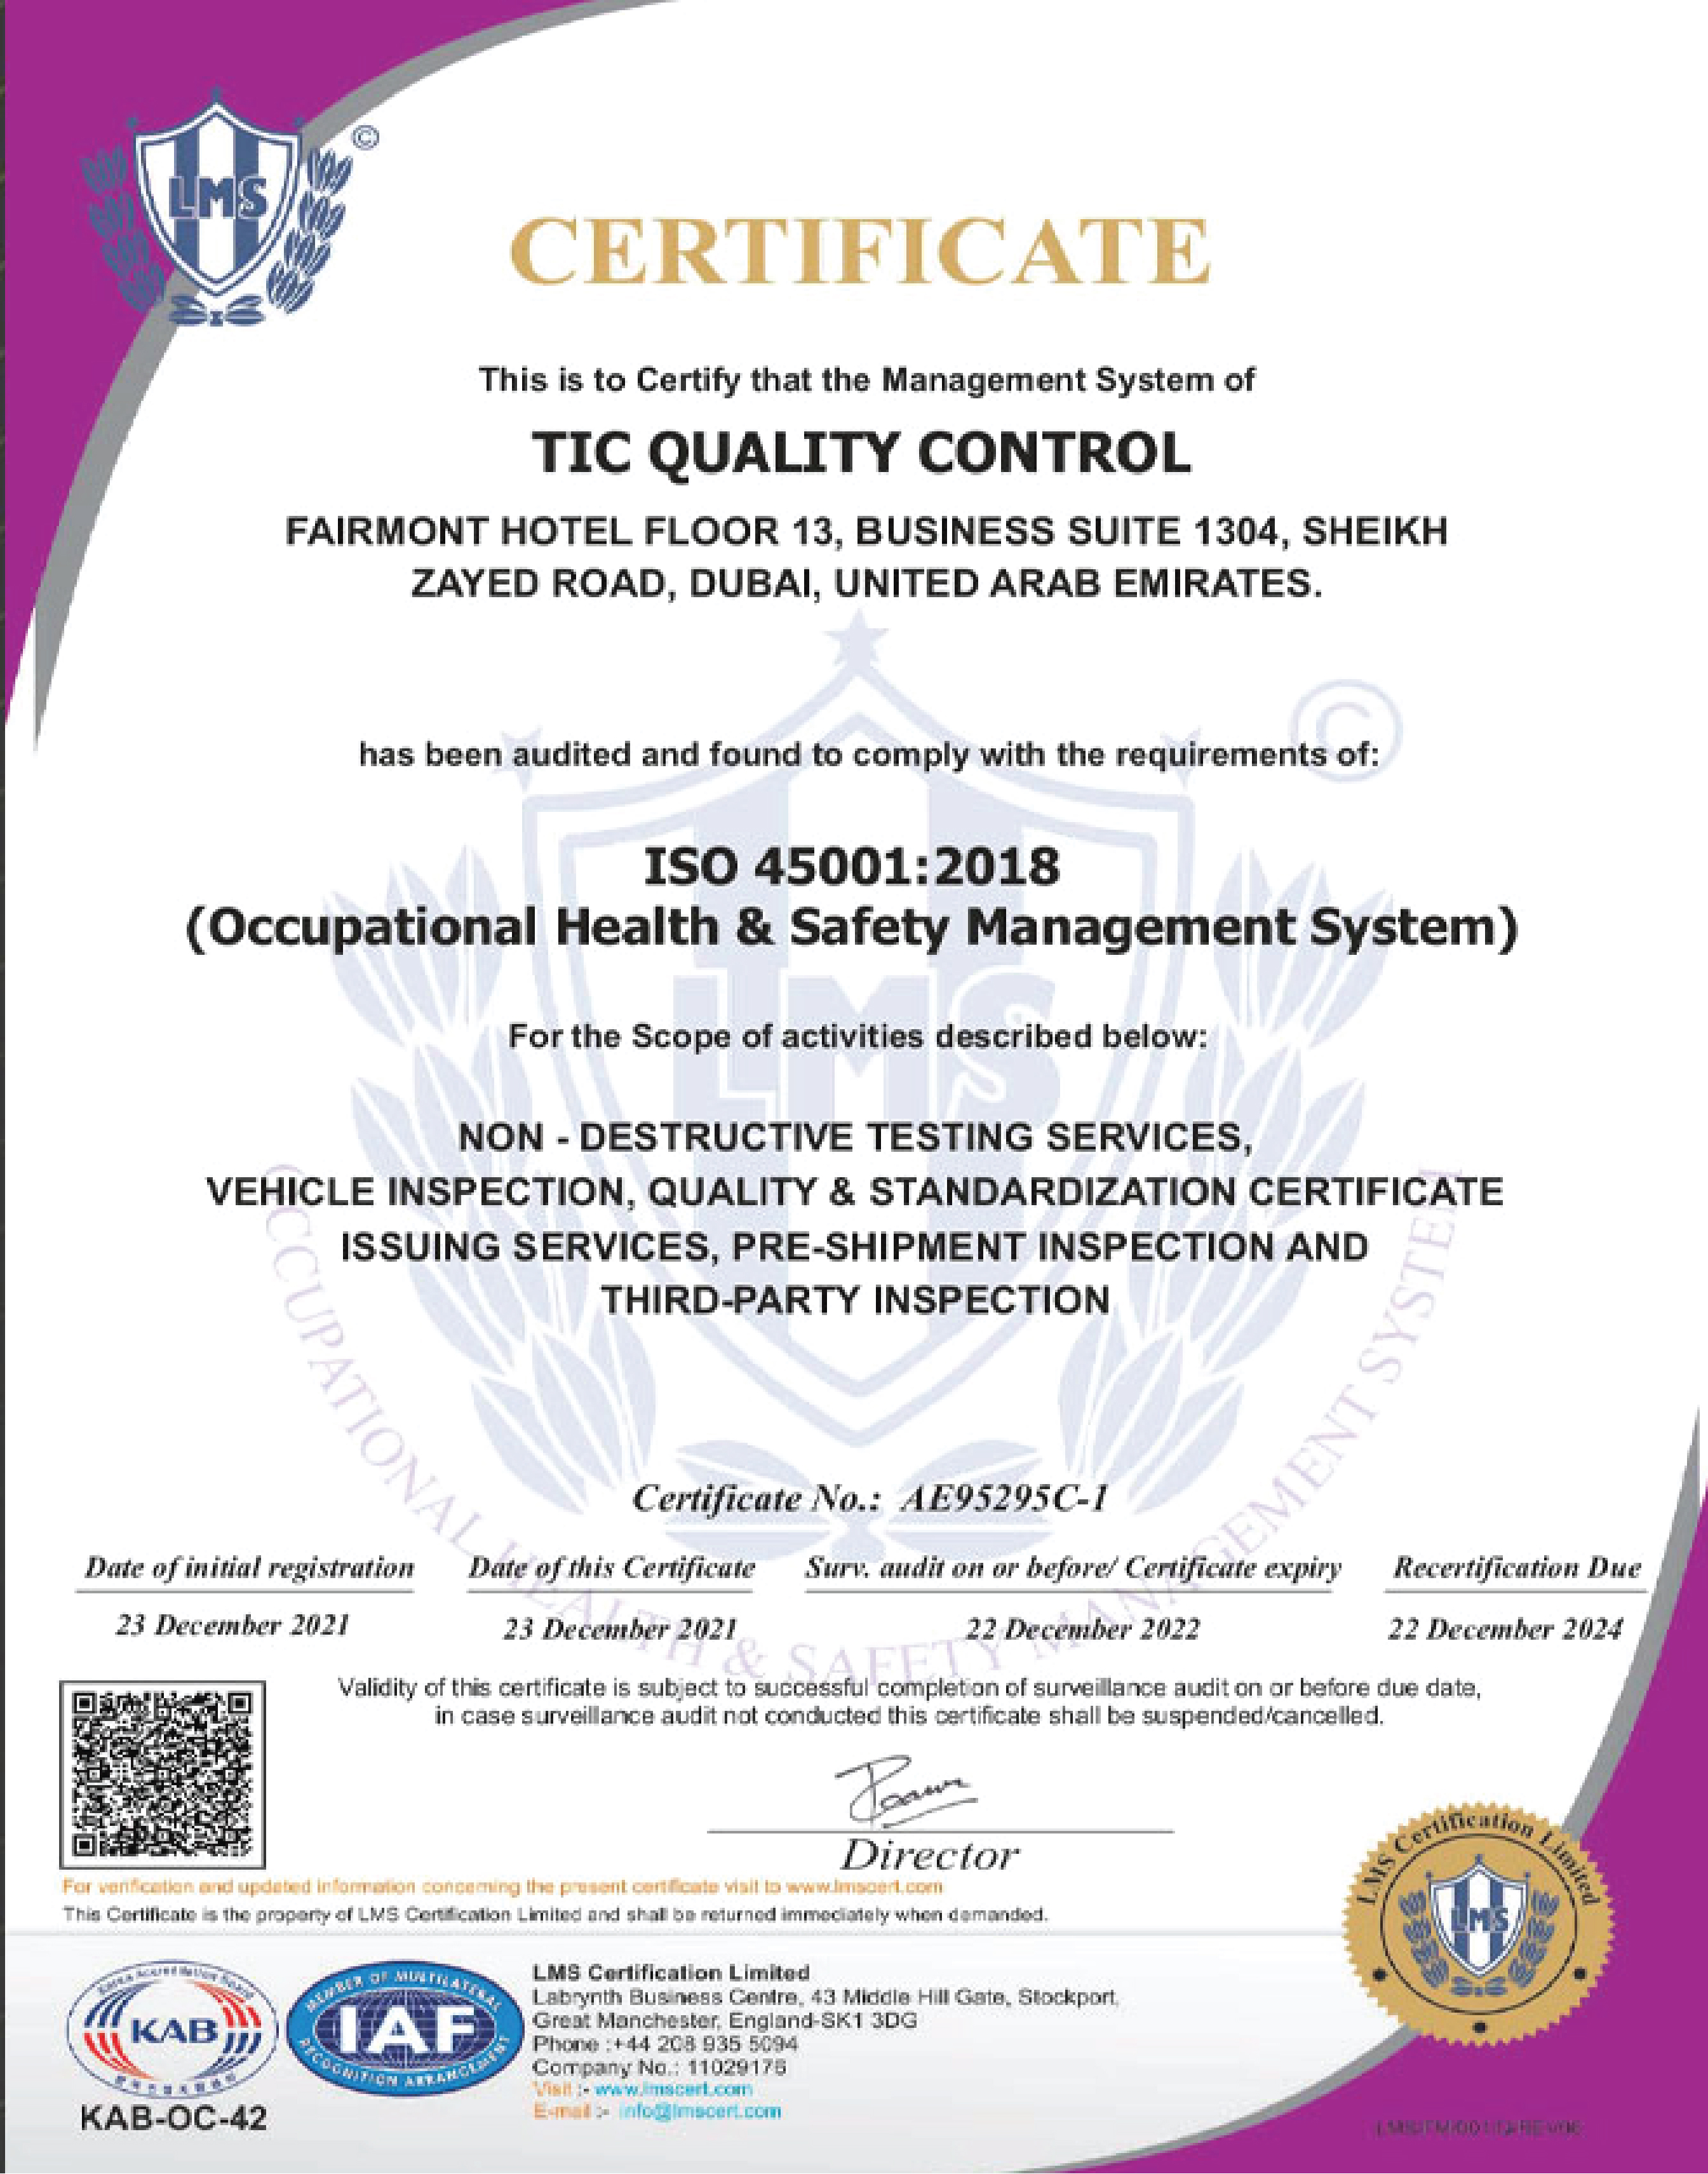 LMS
©
CERTIFICATE
This is to Certify that the Management System of
TIC QUALITY CONTROL
FAIRMONT HOTEL FLOOR 13, BUSINESS SUITE 1304, SHEIKH
ZAYED ROAD, DUBAI, UNITED ARAB EMIRATES.
©
has been audited and found to comply with the requirements of:
ISO 45001:2018
(Occupational Health & Safety Management System)
LMS
For the Scope of activities described below:
NON - DESTRUCTIVE TESTING SERVICES,
VEHICLE INSPECTION, QUALITY & STANDARDIZATION CERTIFICATE
ISSUING SERVICES, PRE-SHIPMENT INSPECTION AND
THIRD-PARTY INSPECTION
OCCUPATIONAL HEALTH & SAFETY MANAGEMENT SYSTEM
Certificate No.: AE95295C-1
Date of initial registration Date of this Certificate Surv. audit on or before/ Certificate expiry Recertification Due
23 December 2021 23 December 2021 22 December 2022 22 December 2024
Validity of this certificate is subject to successful completion of surveillance audit on or before due date,
in case surveillance audit not conducted this certificate shall be suspended/cancelled.
Director
For verification and updated information concerning the present certificate visit to www.lmscert.com
This Certificate is the property of LMS Certification Limited and shall be returned immediately when demanded.
LMS Certification Limited
LMS
Korea Accreditation Board
KAB
KAB-OC-42
MEMBER OF MULTILATERAL
IAF
RECOGNITION ARRANGEMENT
LMS Certification Limited
Labrynth Business Centre, 43 Middle Hill Gate, Stockport,
Great Manchester, England-SK1 3DG
Phone :+44 208 935 5094
Company No.: 11029176
Visit :- www.lmscert.com
E-mail :- info@lmscert.com